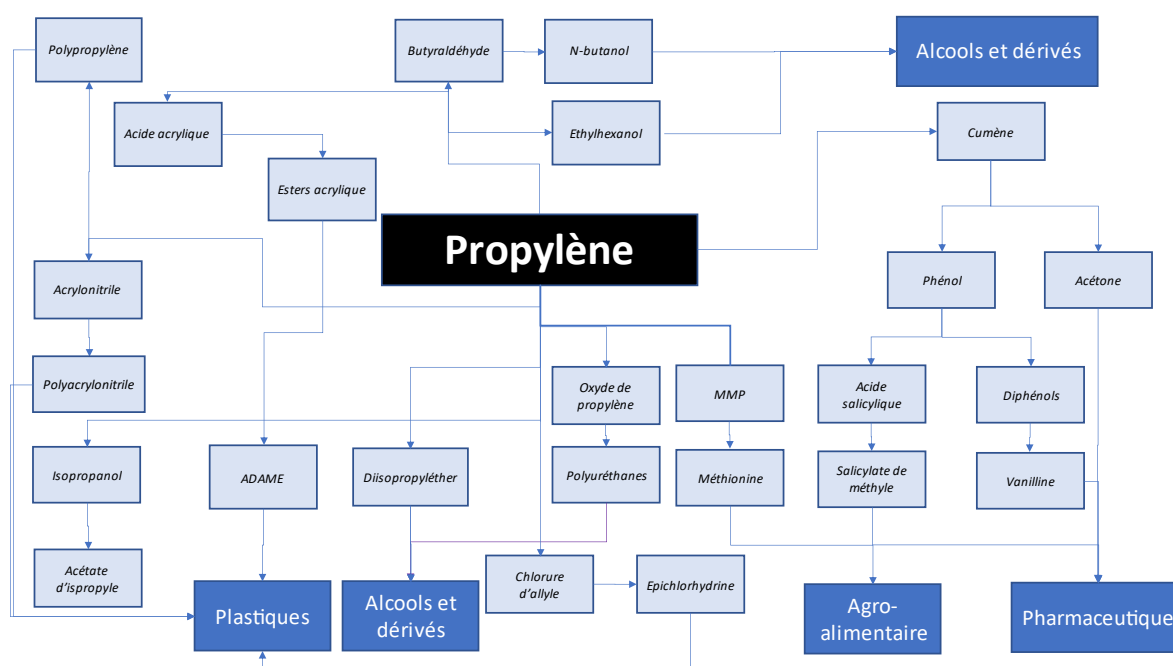 Polypropylène
Butyraldéhyde
N-butanol
Alcools et
dérivés
Acide acrylique
Ethylhexanol
Cumène
Esters acrylique
Propylène
Acrylonitrile
Phénol
Acétone
Polyacrylonitrile
Oxyde de
propylène
MMP
Acide
salicylique
Diphénols
Isopropanol
ADAME
Diisopropyléther
Polyuréthanes
Méthionine
Salicylate de
méthyle
Vanilline
Acétate
d’ispropyle
Chlorure
d’allyle
Epichlorhydrine
Plastiques
Alcools et
dérivés
Agro-
alimentaire
Pharmaceutique